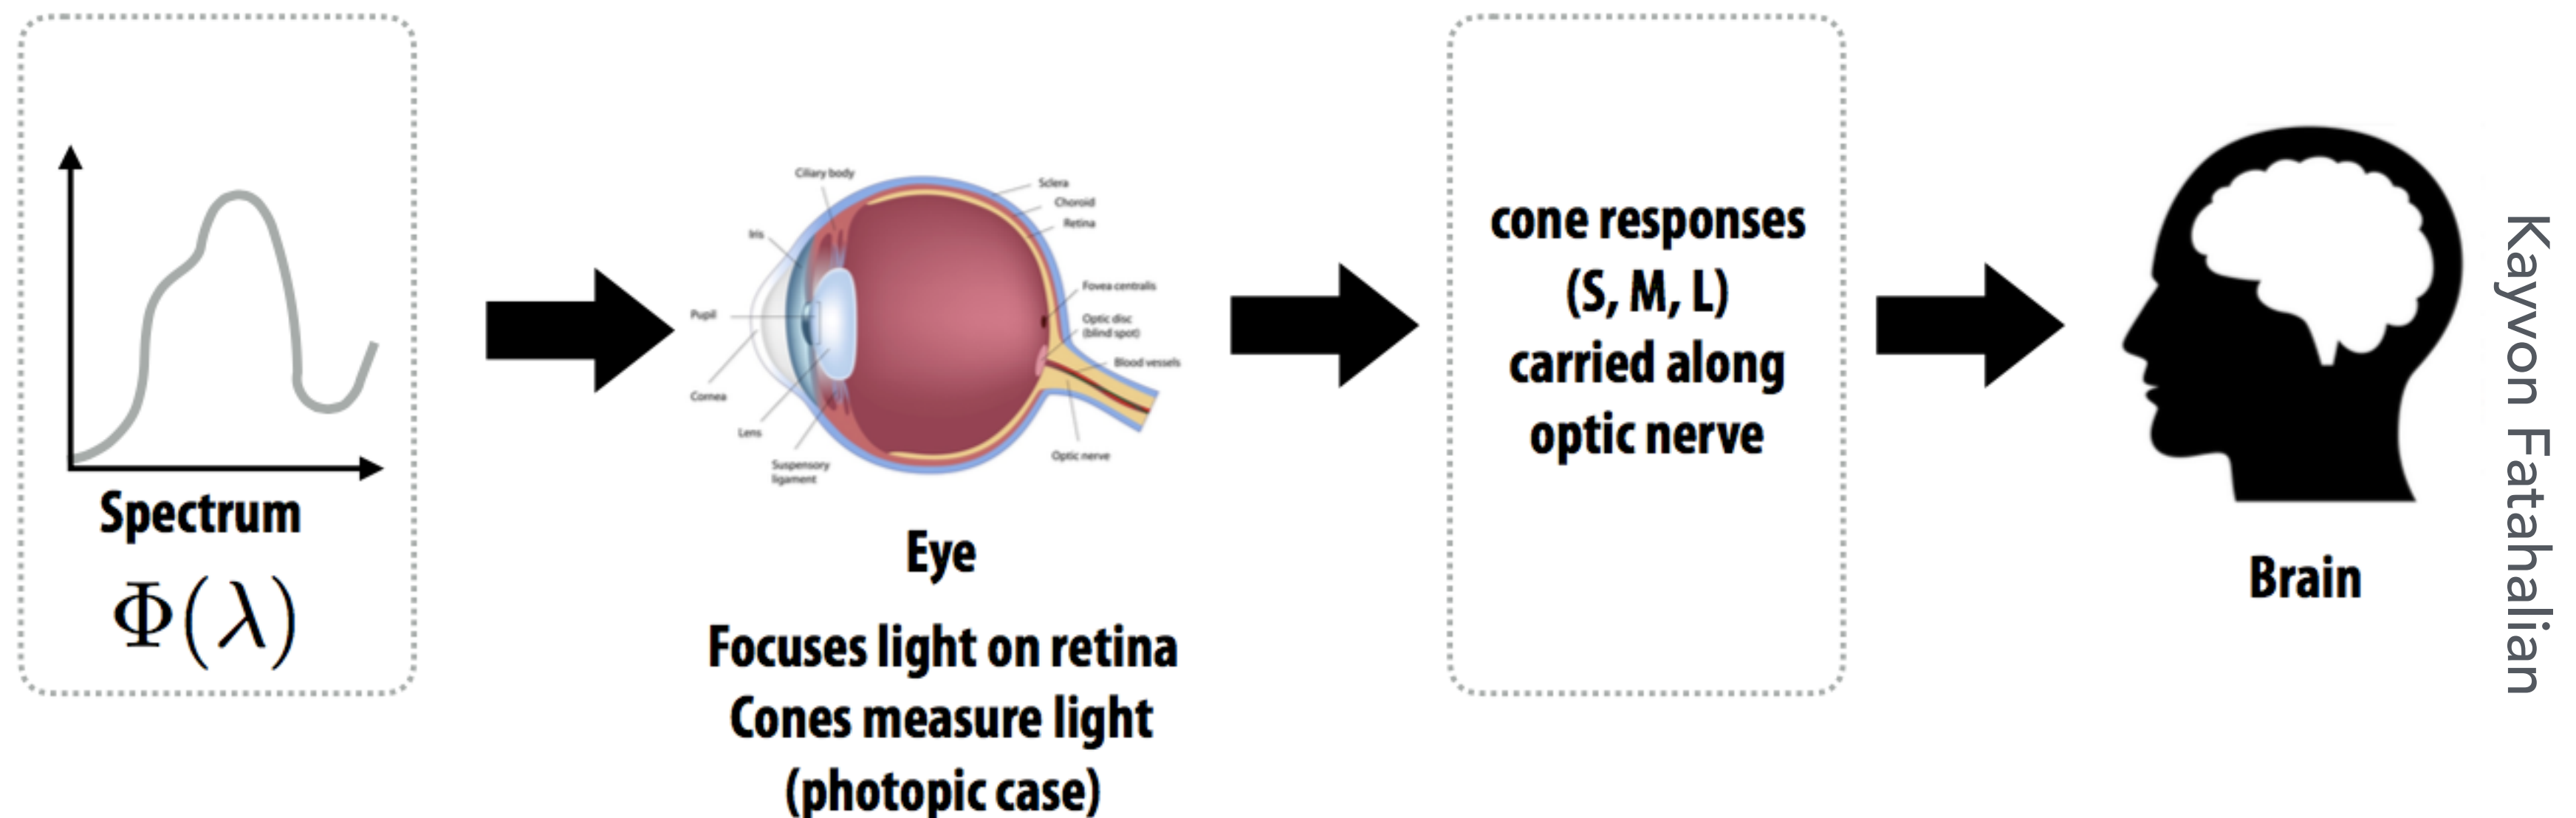 Spectrum
Φ(λ)
Ciliary body
Sclera
Choroid
Retina
Iris
Fovea centralis
Pupil
Optic disc
(blind spot)
Blood vessels
Cornea
Lens
Suspensory
ligament
Optic nerve
Eye
Focuses light on retina
Cones measure light
(photopic case)
cone responses
(S, M, L)
carried along
optic nerve
Brain
Kayvon Fatahalian